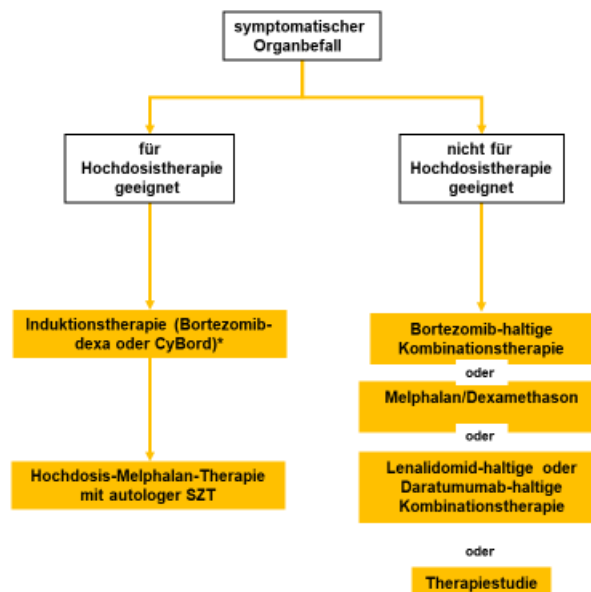 symptomatischer
Organbefall
für
Hochdosistherapie
geeignet
nicht für
Hochdosistherapie
geeignet
Induktionstherapie (Bortezomib-
dexa oder CyBord)*
Hochdosis-Melphalan-Therapie
mit autologer SZT
Bortezomib-haltige
Kombinationstherapie
oder
Melphalan/Dexamethason
oder
Lenalidomid-haltige oder
Daratumumab-haltige
Kombinationstherapie
oder
Therapiestudie